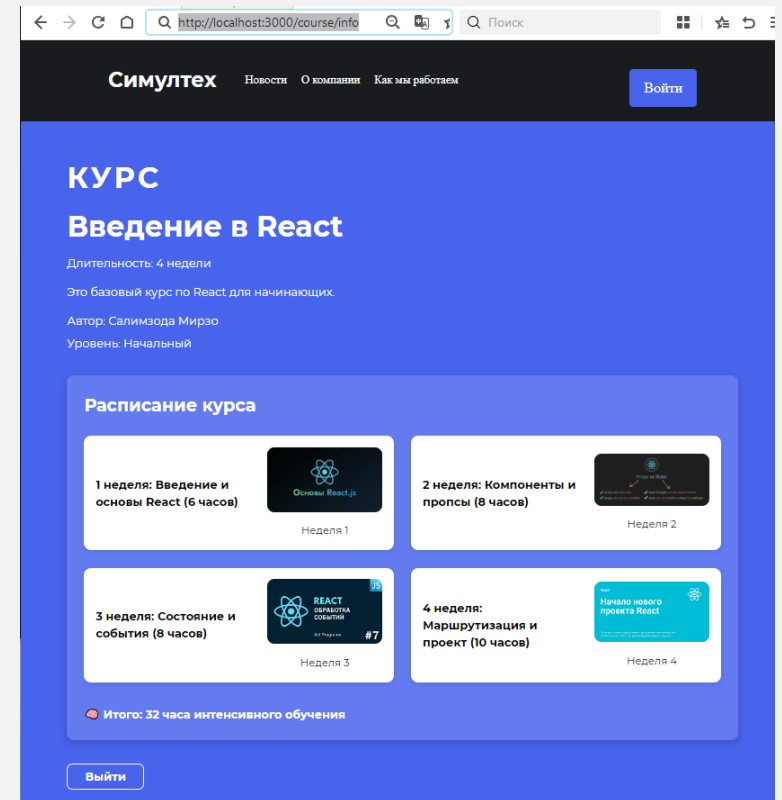 http://localhost:3000/course/info
Поиск
Симултех
Новости О компании Как мы работаем
Войти
КУРС
Введение в React
Длительность: 4 недели
Это базовый курс по React для начинающих.
Автор: Салимзода Мирзо
Уровень: Начальный
Расписание курса
1 неделя: Введение и
основы React (6 часов)
Основы React.js
Неделя 1
2 неделя: Компоненты и
пропсы (8 часов)
Неделя 2
3 неделя: Состояние и
события (8 часов)
JS
REACT
ОБРАБОТКА
СОБЫТИЙ
#7
Неделя 3
4 неделя:
Маршрутизация и
проект (10 часов)
Начало нового
проекта React
Неделя 4
Итого: 32 часа интенсивного обучения
Выйти